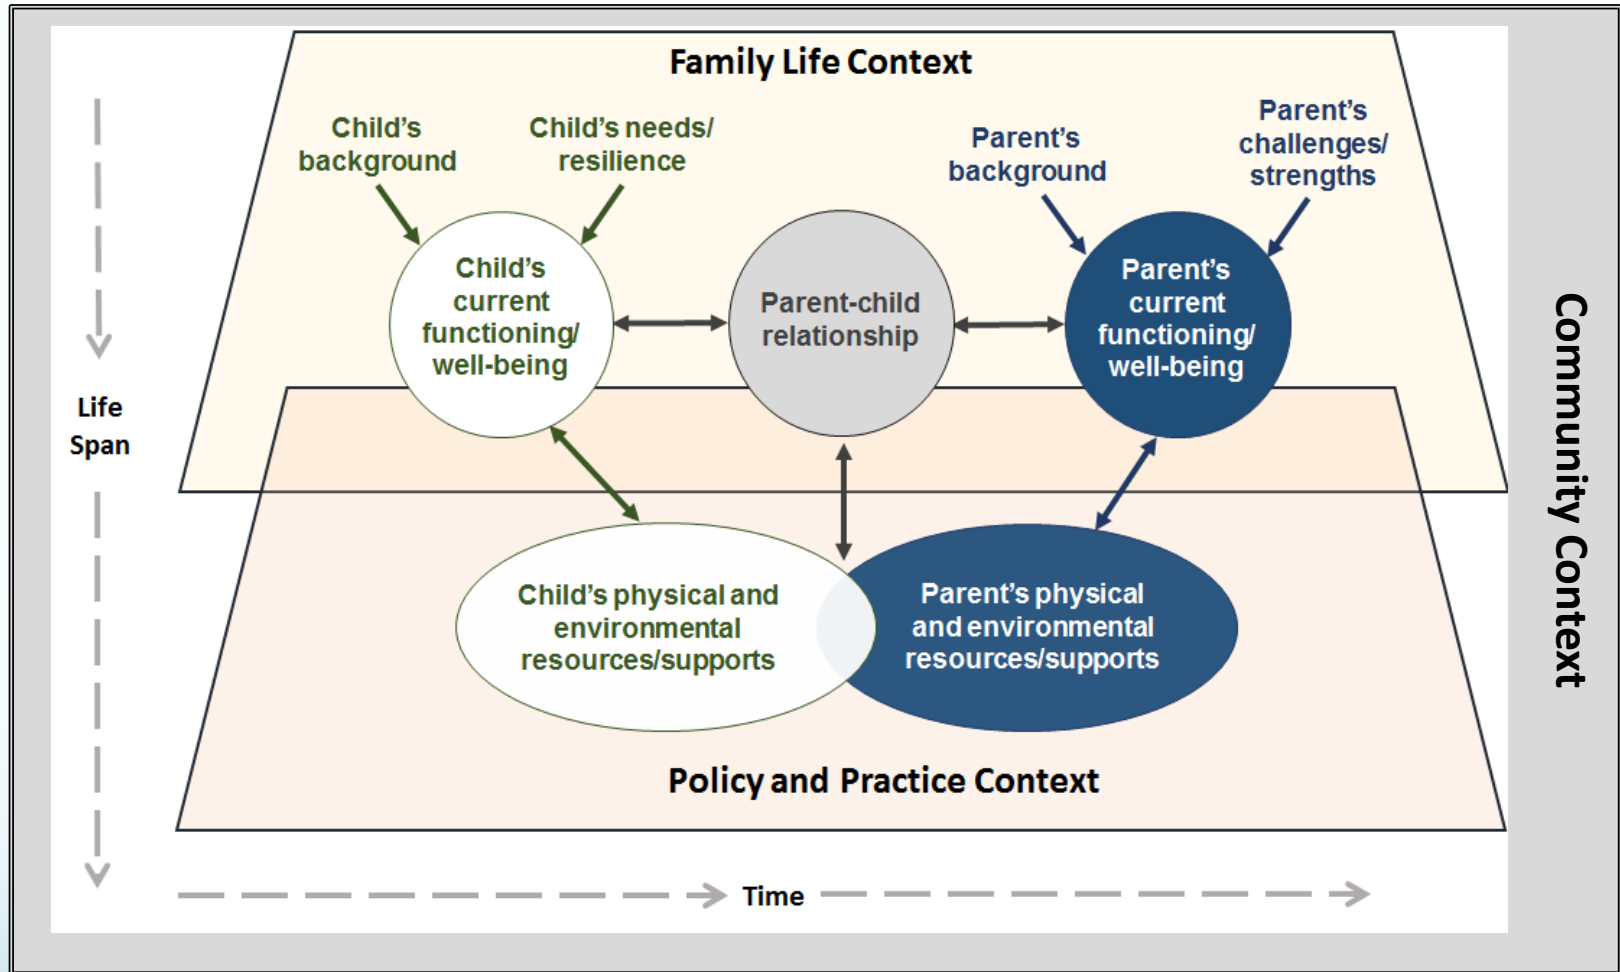 Family Life Context
Child's
background
Child's needs/
resilience
Parent's
background
Parent's
challenges/
strengths
Child's
current
functioning/
well-being
Parent-child
relationship
Parent's
current
functioning/
well-being
Life
Span
Child's physical and
environmental
resources/supports
Parent's physical
and environmental
resources/supports
Policy and Practice Context
Time
Community Context